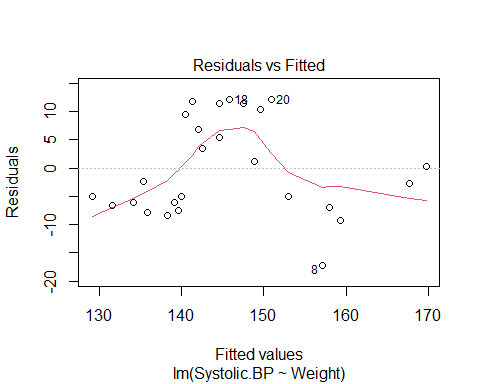 Residuals vs Fitted
Residuals
10
5
0
-10
-20
18
20
8
130 140 150 160 170
Fitted values
lm(Systolic.BP ~ Weight)